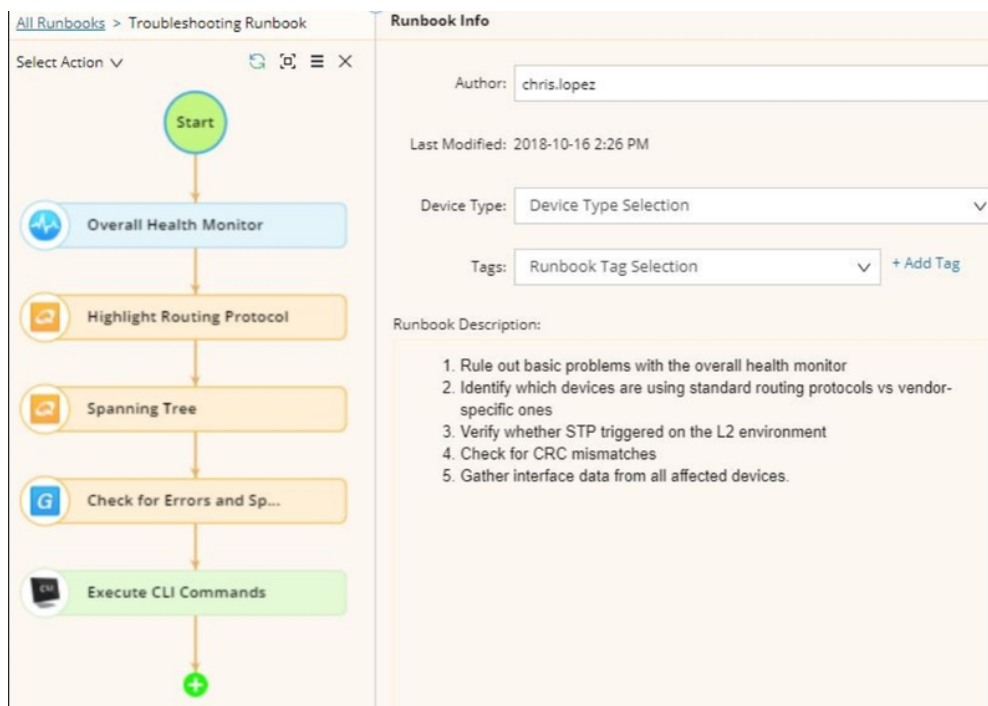 All Runbooks > Troubleshooting Runbook
Select Action
Start
Overall Health Monitor
Highlight Routing Protocol
Spanning Tree
G
Check for Errors and Sp...
Execute CLI Commands
Runbook Info
Author: chris.lopez
Last Modified: 2018-10-16 2:26 PM
Device Type: Device Type Selection
Tags: Runbook Tag Selection + Add Tag
Runbook Description:
1. Rule out basic problems with the overall health monitor
2. Identify which devices are using standard routing protocols vs vendor-
specific ones
3. Verify whether STP triggered on the L2 environment
4. Check for CRC mismatches
5. Gather interface data from all affected devices.